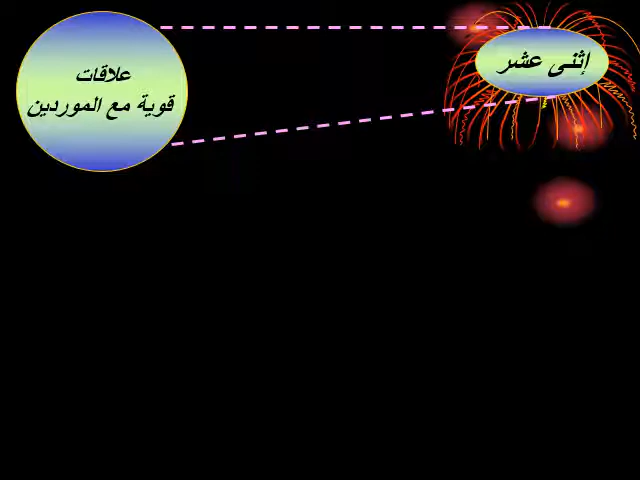 إثنى عشر
علاقات
قوية مع الموردين